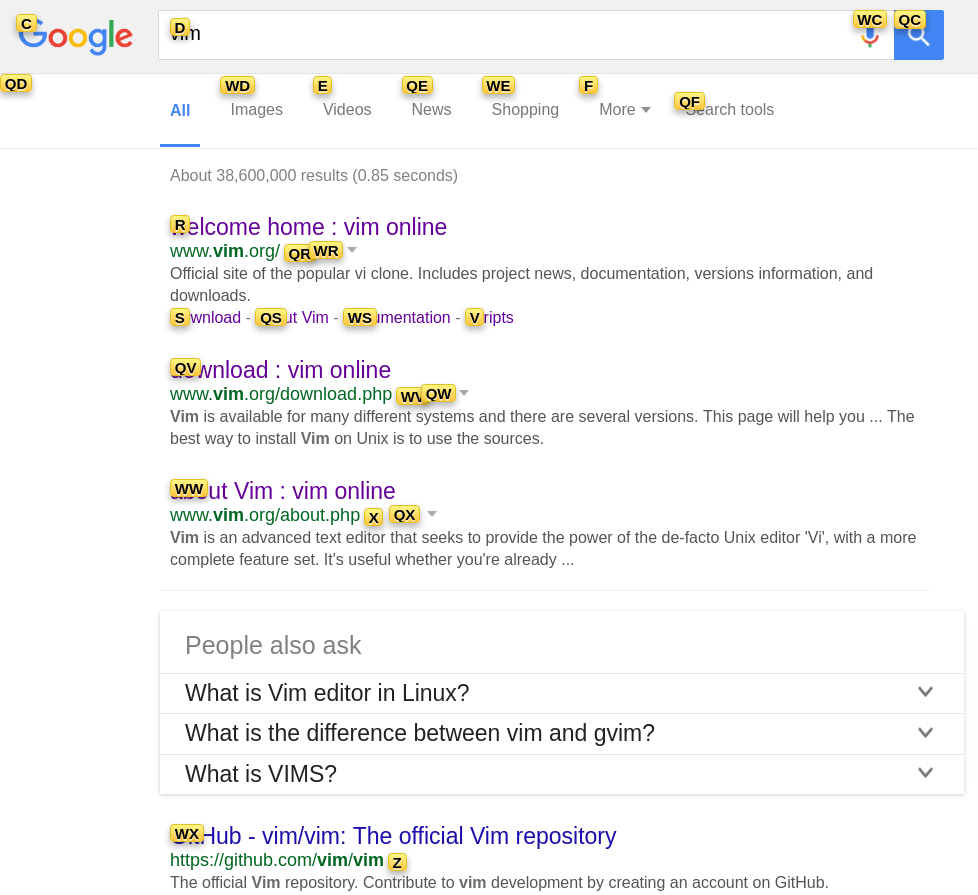 C Google D vim WC QC
QD
WD E QE WE F QF
All Images Videos News Shopping More Search tools
About 38,600,000 results (0.85 seconds)
R welcome home : vim online
www.vim.org/ QR WR
Official site of the popular vi clone. Includes project news, documentation, versions information, and
downloads.
S wnload - QS ut Vim - WS umentation - V ripts
QV download : vim online
www.vim.org/download.php WV QW
Vim is available for many different systems and there are several versions. This page will help you ... The
best way to install Vim on Unix is to use the sources.
WW about Vim : vim online
www.vim.org/about.php X QX
Vim is an advanced text editor that seeks to provide the power of the de-facto Unix editor 'Vi', with a more
complete feature set. It's useful whether you're already ...
People also ask
What is Vim editor in Linux?
What is the difference between vim and gvim?
What is VIMS?
WX GitHub - vim/vim: The official Vim repository
https://github.com/vim/vim Z
The official Vim repository. Contribute to vim development by creating an account on GitHub.